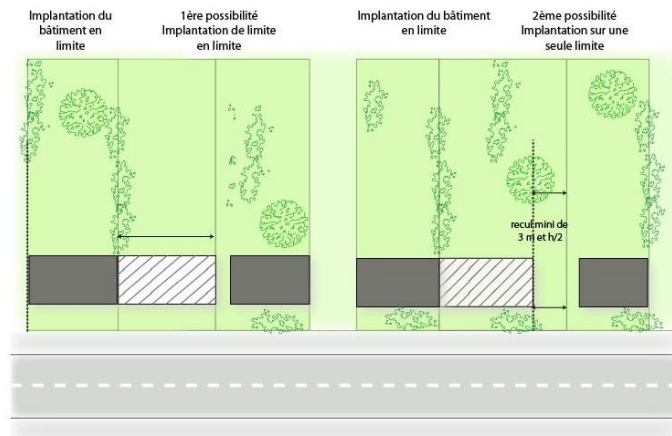 Implantation du
bâtiment en
limite
1ère possibilité
Implantation de limite
en limite
Implantation du bâtiment
en limite
2ème possibilité
Implantation sur une
seule limite
recul mini de
3 m et h/2